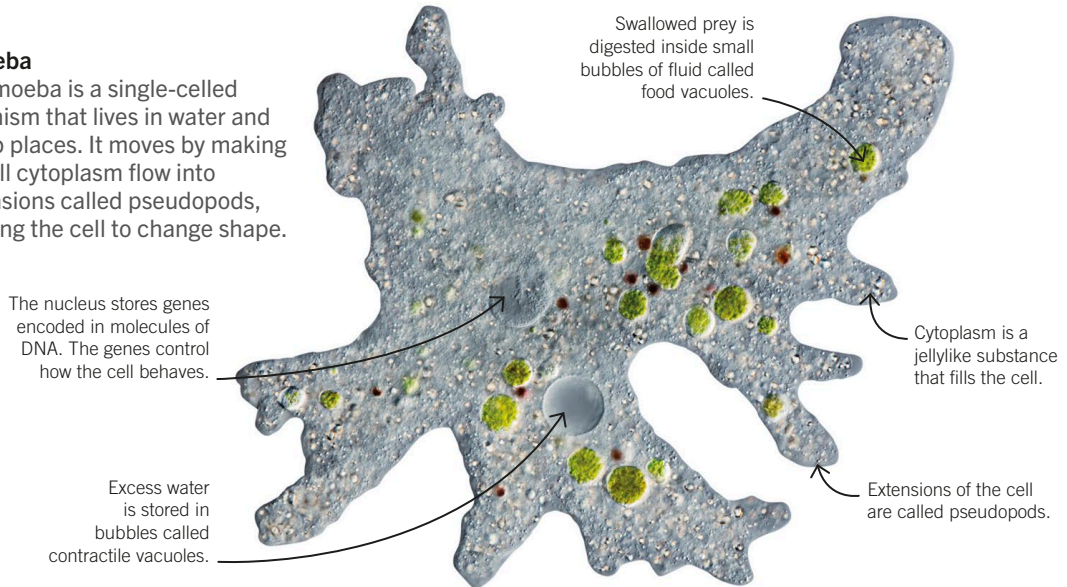 eba
moeba is a single-celled
nism that lives in water and
p places. It moves by making
ll cytoplasm flow into
nsions called pseudopods,
ing the cell to change shape.
Swallowed prey is
digested inside small
bubbles of fluid called
food vacuoles.
The nucleus stores genes
encoded in molecules of
DNA. The genes control
how the cell behaves.
Cytoplasm is a
jellylike substance
that fills the cell.
Excess water
is stored in
bubbles called
contractile vacuoles.
Extensions of the cell
are called pseudopods.